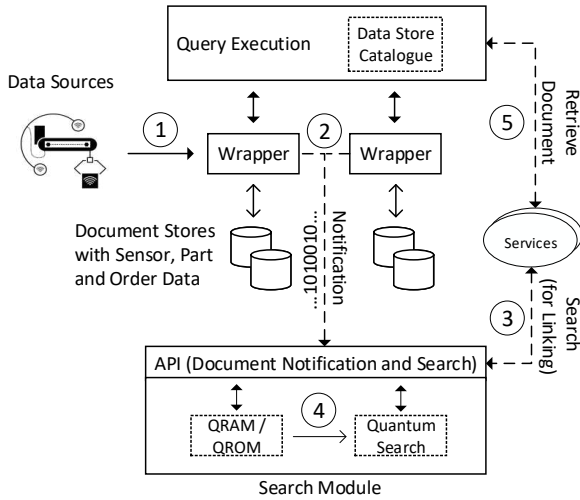 Query Execution
Data Store
Catalogue
Data Sources
1
2
5
Retrieve
Document
Wrapper
Wrapper
Document Stores
with Sensor, Part
and Order Data
Notification
...1010010...
Services
3
Search
(for Linking)
API (Document Notification and Search)
QRAM /
QROM
4
Quantum
Search
Search Module